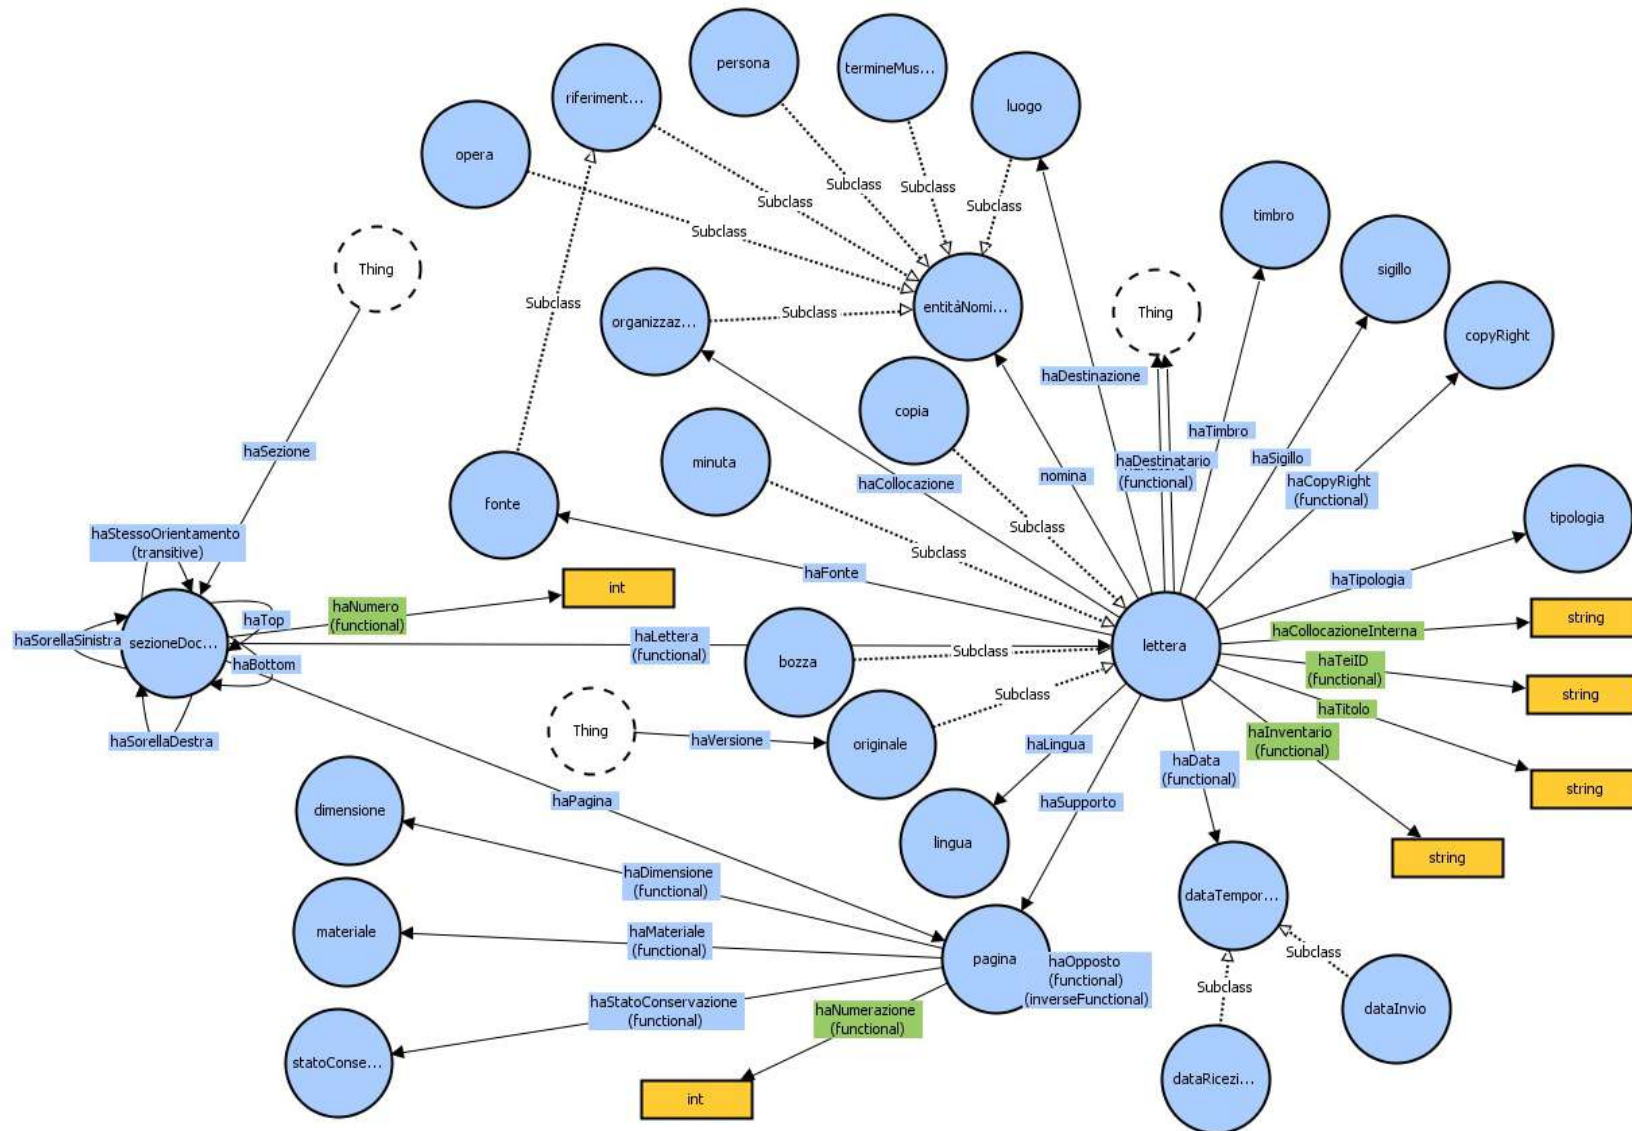 persona
termineMus...
riferiment...
luogo
opera
Subclass
Subclass
Subclass
Subclass
timbro
Subclass
Thing
sigillo
Subclass
organizzaz...
Subclass
entitàNomi...
Thing
copyRight
haDestinazione
copia
haTimbro
haSezione
minuta
haCollocazione
nomina
haDestinatario
(functional)
haSigillo
haCopyRight
(functional)
fonte
tipologia
haStessoOrientamento
(transitive)
Subclass
Subclass
haFonte
haTipologia
int
haNumero
(functional)
haTop
string
haCollocazioneInterna
haSorellaSinistra
sezioneDoc...
haLettera
(functional)
lettera
haBottom
bozza
Subclass
haTeiID
(functional)
string
Subclass
haTitolo
haSorellaDestra
Thing
haVersione
originale
haLingua
haData
(functional)
haInventario
(functional)
string
haPagina
haSupporto
dimensione
lingua
string
haDimensione
(functional)
dataTempor...
materiale
haMateriale
(functional)
pagina
haOpposto
(functional)
(inverseFunctional)
Subclass
Subclass
haStatoConservazione
(functional)
haNumerazione
(functional)
dataInvio
statoConse...
dataRicezi...
int